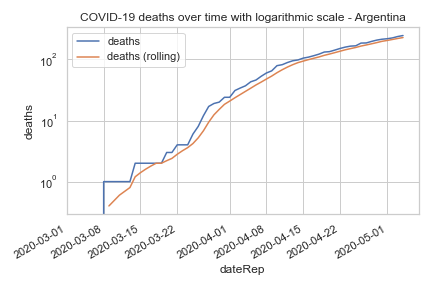 COVID-19 deaths over time with logarithmic scale - Argentina
deaths
deaths (rolling)
10²
10¹
10⁰
deaths
2020-03-01
2020-03-08
2020-03-15
2020-03-22
2020-04-01
2020-04-08
2020-04-15
2020-04-22
2020-05-01
dateRep